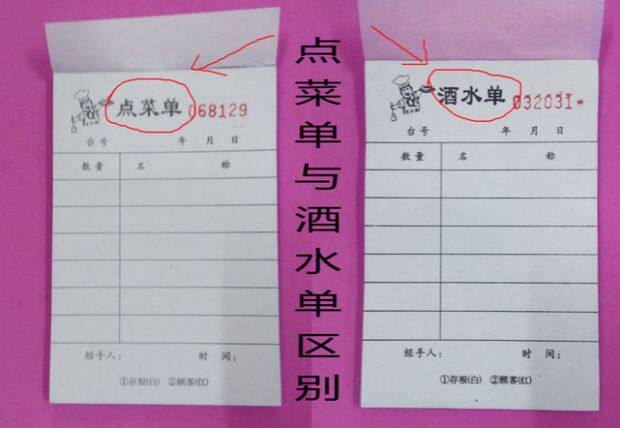 点菜单 068129
台号 年 月 日
数量 名 称
经手人: 时 间:
①存根(白) ②顾客(红)
点菜单与酒水单区别
酒水单 032031
台号 年 月 日
数量 名 称
经手人: 时 间:
①存根(白) ②顾客(红)